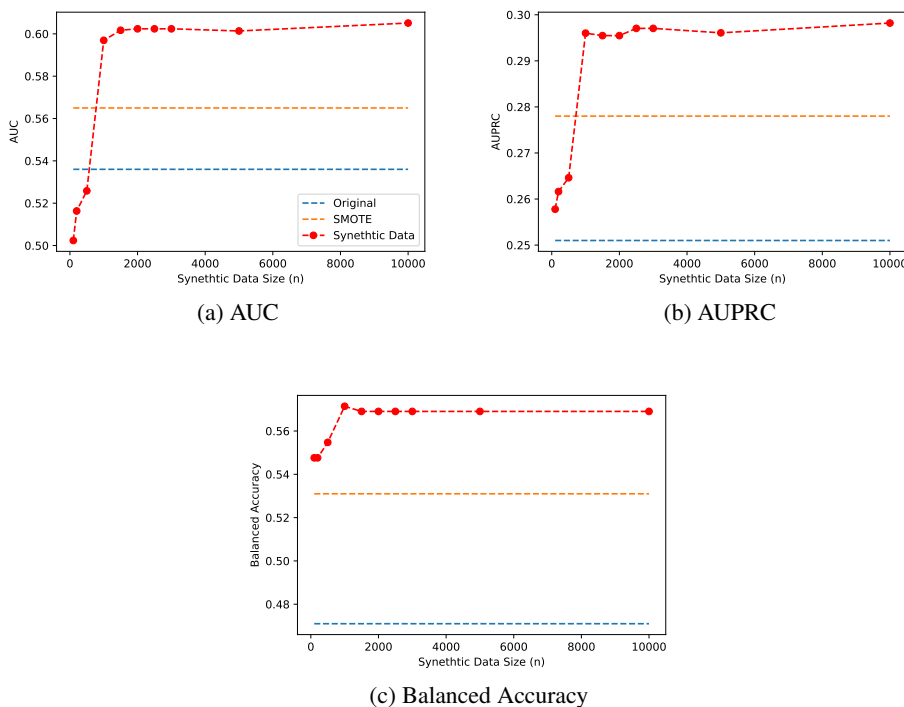 0.60
0.58
0.56
0.54
0.52
0.50
AUC
Original
SMOTE
Synethtic Data
0 2000 4000 6000 8000 10000
Synethtic Data Size (n)
(a) AUC
0.30
0.29
0.28
0.27
0.26
0.25
AUPRC
0 2000 4000 6000 8000 10000
Synethtic Data Size (n)
(b) AUPRC
0.56
0.54
0.52
0.50
0.48
Balanced Accuracy
0 2000 4000 6000 8000 10000
Synethtic Data Size (n)
(c) Balanced Accuracy